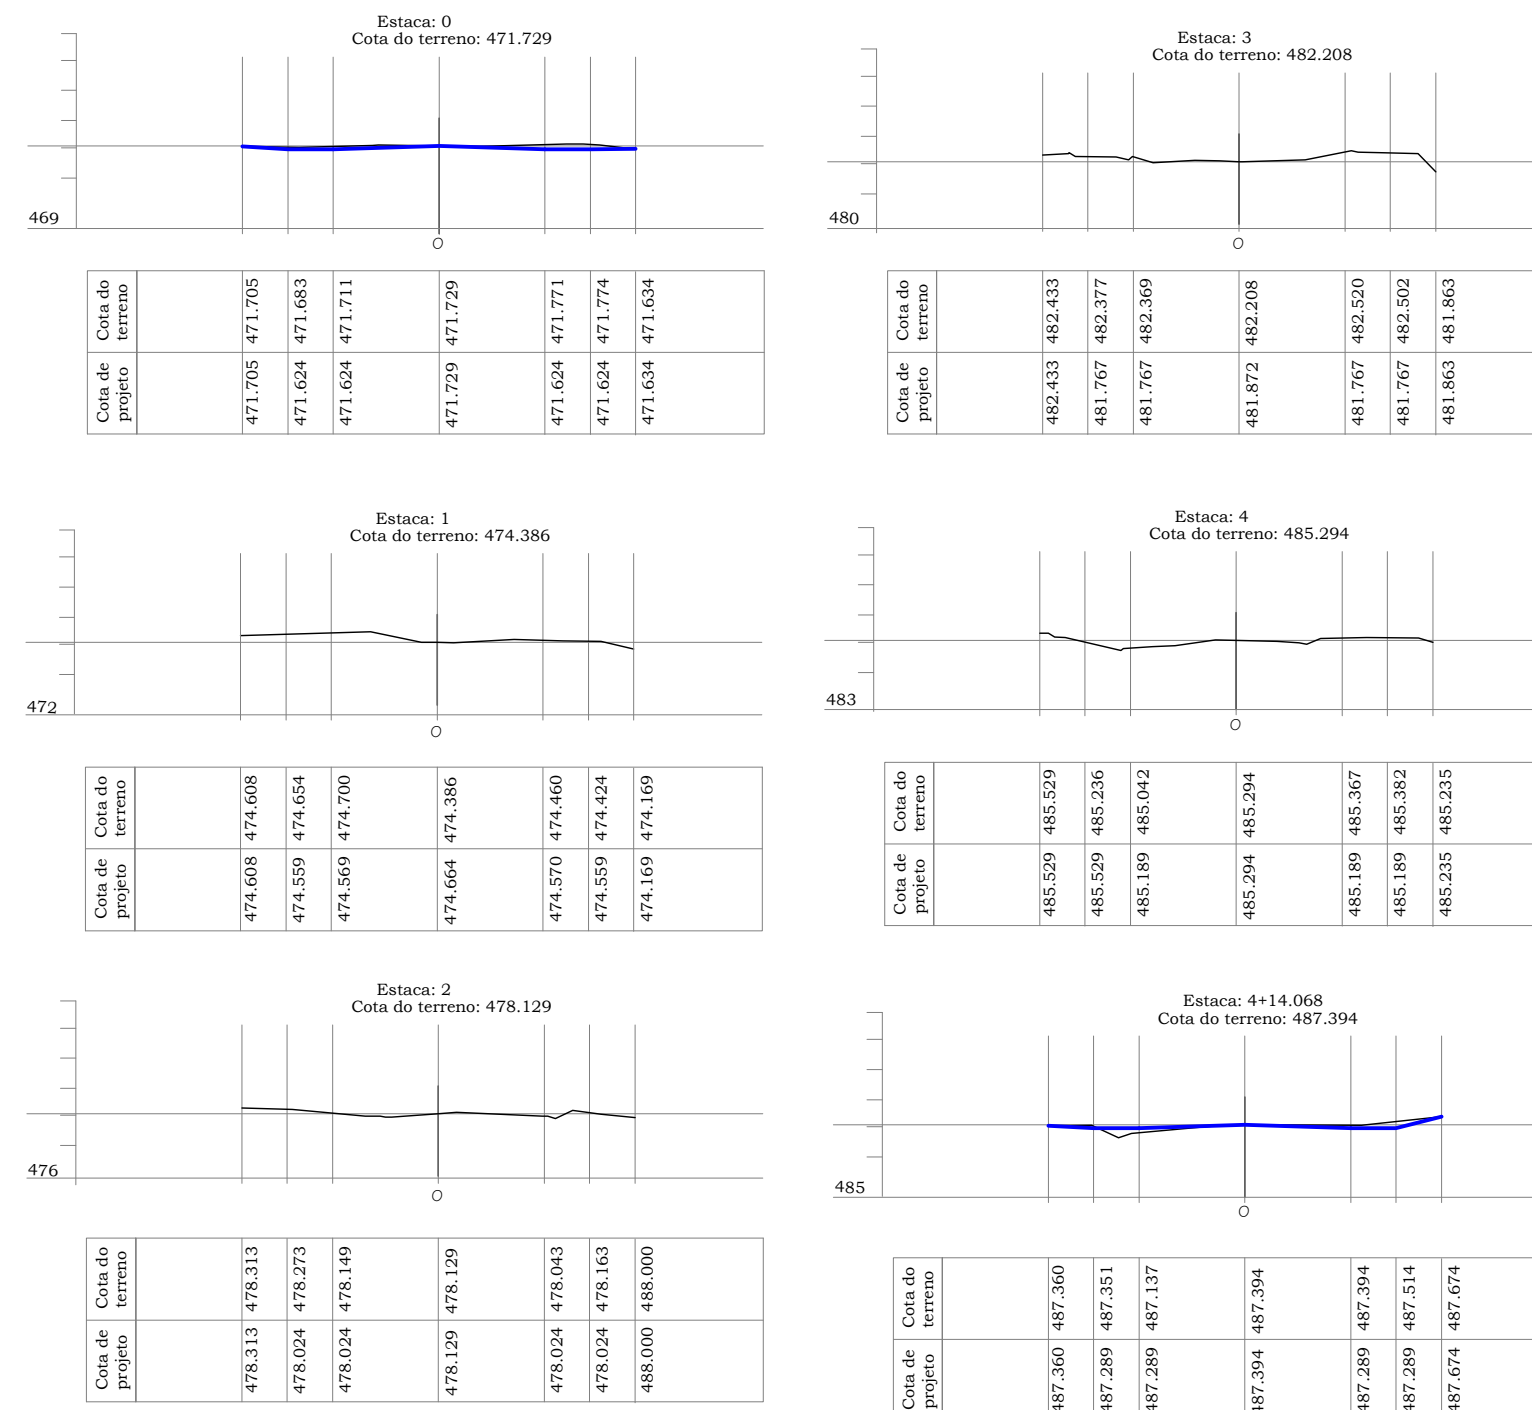 Estaca: 0
Cota do terreno: 471.729
469
O
Cota do
terreno
471.705
471.683
471.711
471.729
471.771
471.774
471.634
Cota de
projeto
471.705
471.624
471.624
471.729
471.624
471.624
471.634
Estaca: 3
Cota do terreno: 482.208
480
O
Cota do
terreno
482.433
482.377
482.369
482.208
482.520
482.502
481.863
Cota de
projeto
482.433
481.767
481.767
481.872
481.767
481.767
481.863
Estaca: 1
Cota do terreno: 474.386
472
O
Cota do
terreno
474.608
474.654
474.700
474.386
474.460
474.424
474.169
Cota de
projeto
474.608
474.559
474.569
474.664
474.570
474.559
474.169
Estaca: 4
Cota do terreno: 485.294
483
O
Cota do
terreno
485.529
485.236
485.042
485.294
485.367
485.382
485.235
Cota de
projeto
485.529
485.529
485.189
485.294
485.189
485.189
485.235
Estaca: 2
Cota do terreno: 478.129
476
O
Cota do
terreno
478.313
478.273
478.149
478.129
478.043
478.163
488.000
Cota de
projeto
478.313
478.024
478.024
478.129
478.024
478.024
488.000
Estaca: 4+14.068
Cota do terreno: 487.394
485
O
Cota do
terreno
487.360
487.351
487.137
487.394
487.394
487.514
487.674
Cota de
projeto
487.360
487.289
487.289
487.394
487.289
487.289
487.674